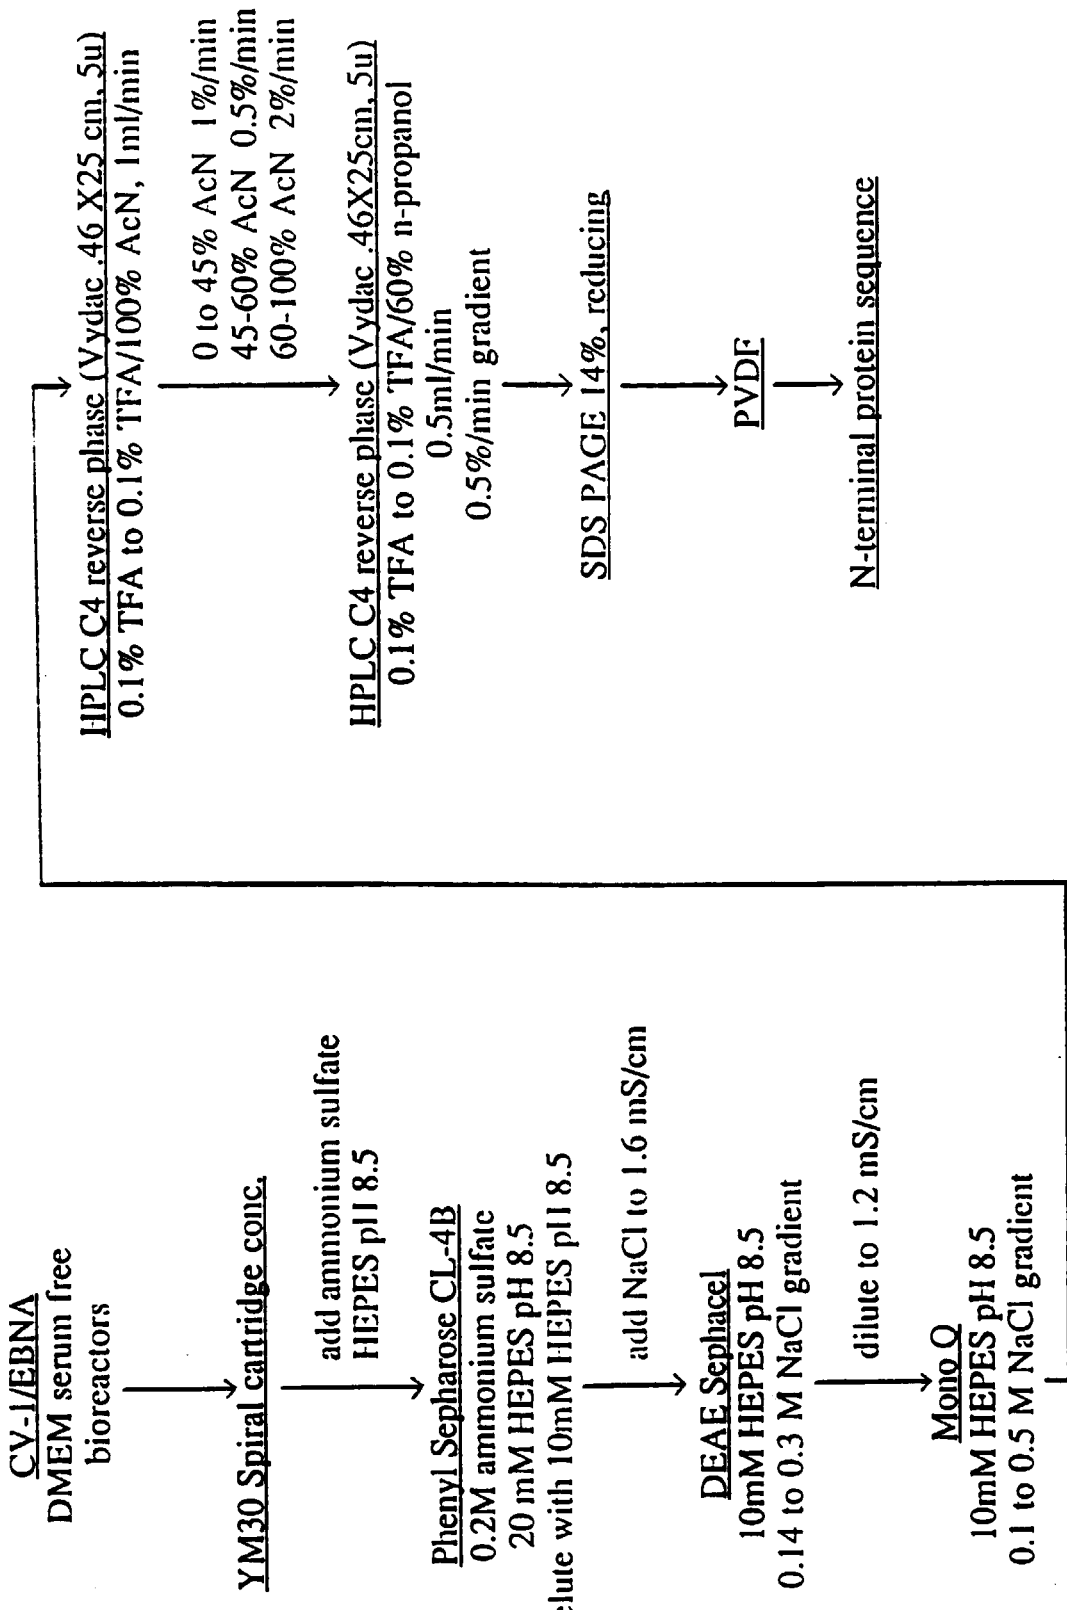 CV-1/EBNA
DMEM serum free
bioreactors
YM30 Spiral cartridge conc.
add ammonium sulfate
HEPES pH 8.5
Phenyl Sepharose CL-4B
0.2M ammonium sulfate
20 mM HEPES pH 8.5
elute with 10mM HEPES pH 8.5
add NaCl to 1.6 mS/cm
DEAE Sephacel
10mM HEPES pH 8.5
0.14 to 0.3 M NaCl gradient
dilute to 1.2 mS/cm
Mono Q
10mM HEPES pH 8.5
0.1 to 0.5 M NaCl gradient
HPLC C4 reverse phase (Vydac .46 X25 cm, 5u)
0.1% TFA to 0.1% TFA/100% AcN, 1ml/min
0 to 45% AcN 1%/min
45-60% AcN 0.5%/min
60-100% AcN 2%/min
HPLC C4 reverse phase (Vydac .46X25cm, 5u)
0.1% TFA to 0.1% TFA/60% n-propanol
0.5ml/min
0.5%/min gradient
SDS PAGE 14%, reducing
PVDF
N-terminal protein sequence